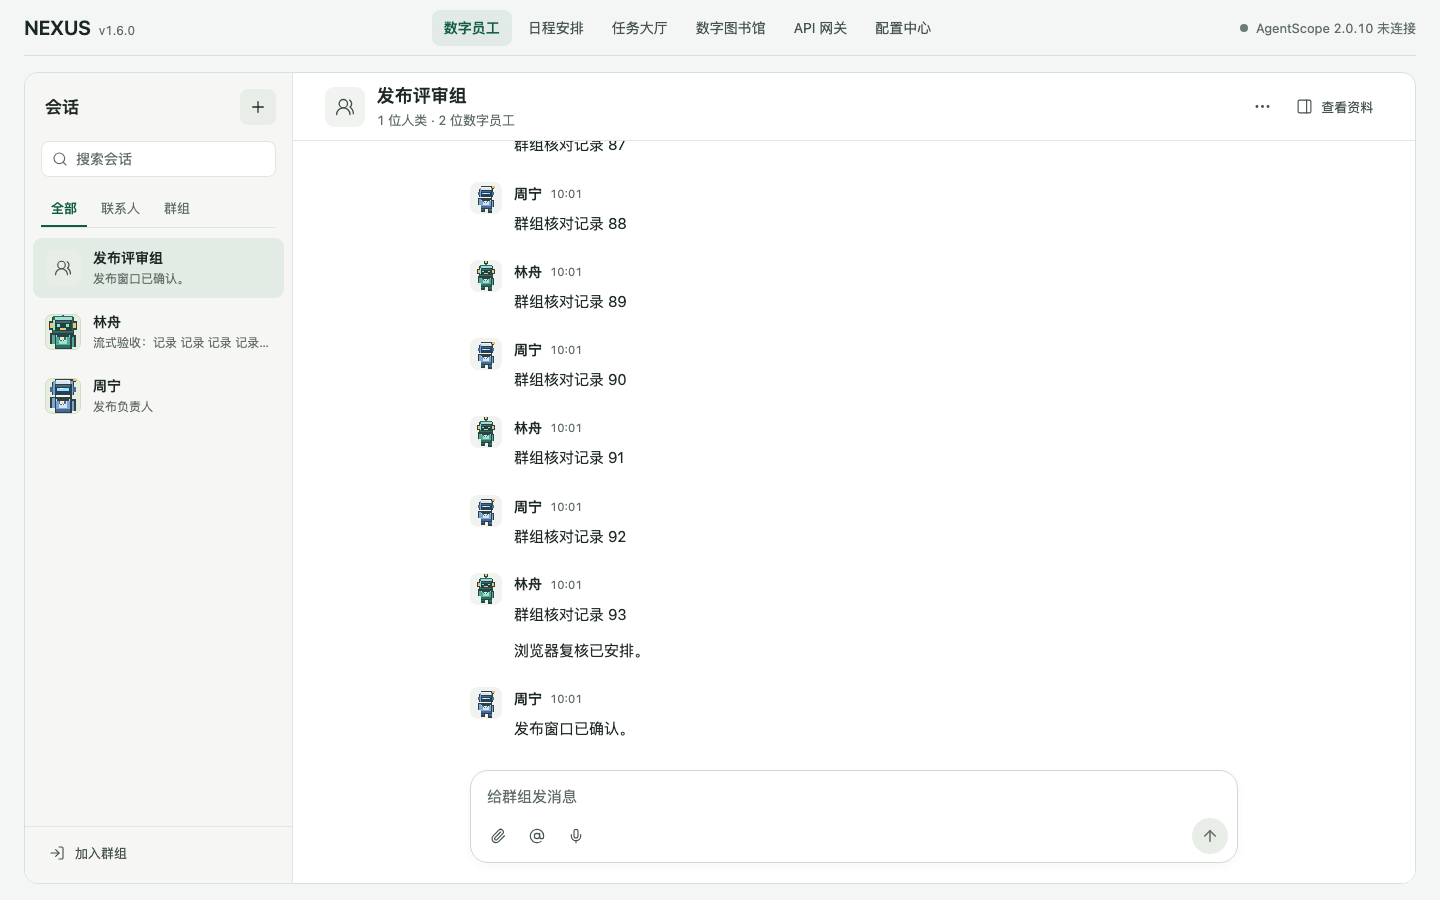 NEXUS v1.6.0
数字员工 日程安排 任务大厅 数字图书馆 API 网关 配置中心
AgentScope 2.0.10 未连接
会话
搜索会话
全部 联系人 群组
发布评审组
发布窗口已确认。
林舟
流式验收：记录 记录 记录 记录...
周宁
发布负责人
加入群组
发布评审组
1 位人类 · 2 位数字员工
查看资料
群组核对记录 87
周宁 10:01
群组核对记录 88
林舟 10:01
群组核对记录 89
周宁 10:01
群组核对记录 90
林舟 10:01
群组核对记录 91
周宁 10:01
群组核对记录 92
林舟 10:01
群组核对记录 93
浏览器复核已安排。
周宁 10:01
发布窗口已确认。
给群组发消息